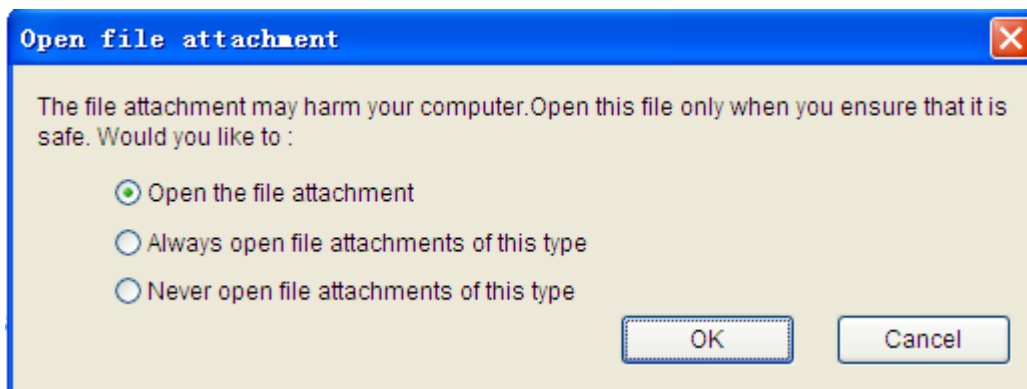 Open file attachment
The file attachment may harm your computer.Open this file only when you ensure that it is
safe. Would you like to :
Open the file attachment
Always open file attachments of this type
Never open file attachments of this type
OK Cancel